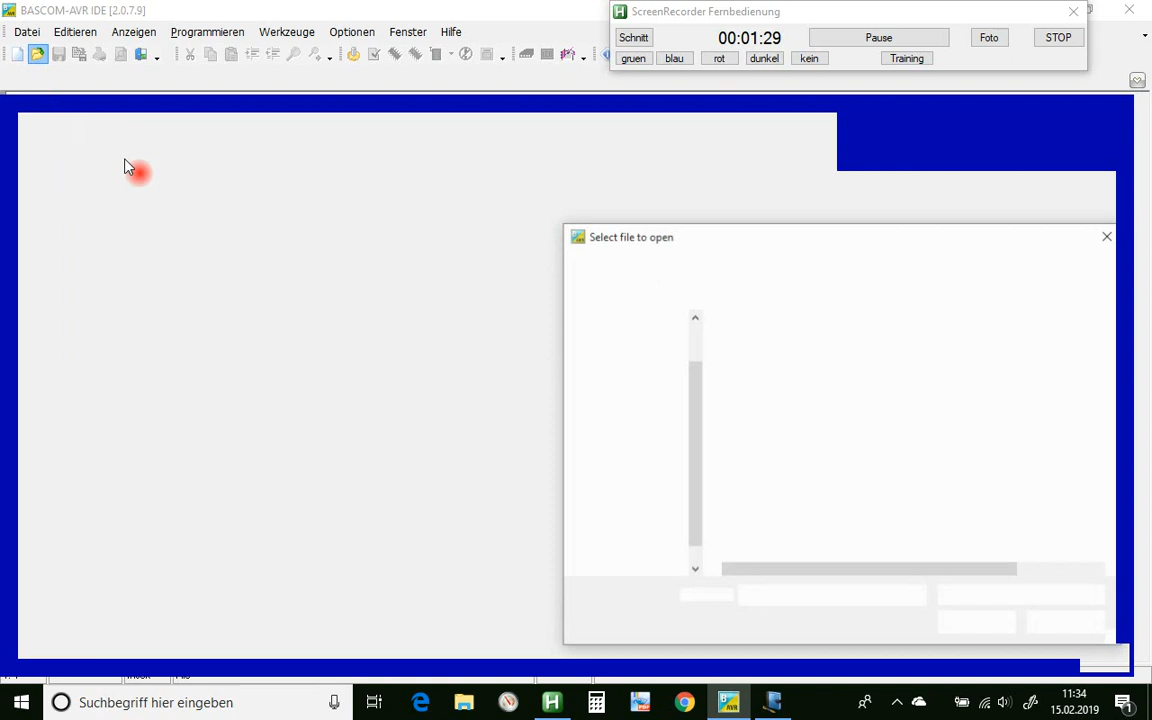 BASCOM-AVR IDE [2.0.7.9]
ScreenRecorder Fernbedienung
Datei Editieren Anzeigen Programmieren Werkzeuge Optionen Fenster Hilfe
Schnitt 00:01:29 Pause Foto STOP
gruen blau rot dunkel kein Training
Select file to open
Suchbegriff hier eingeben
11:34
15.02.2019
1